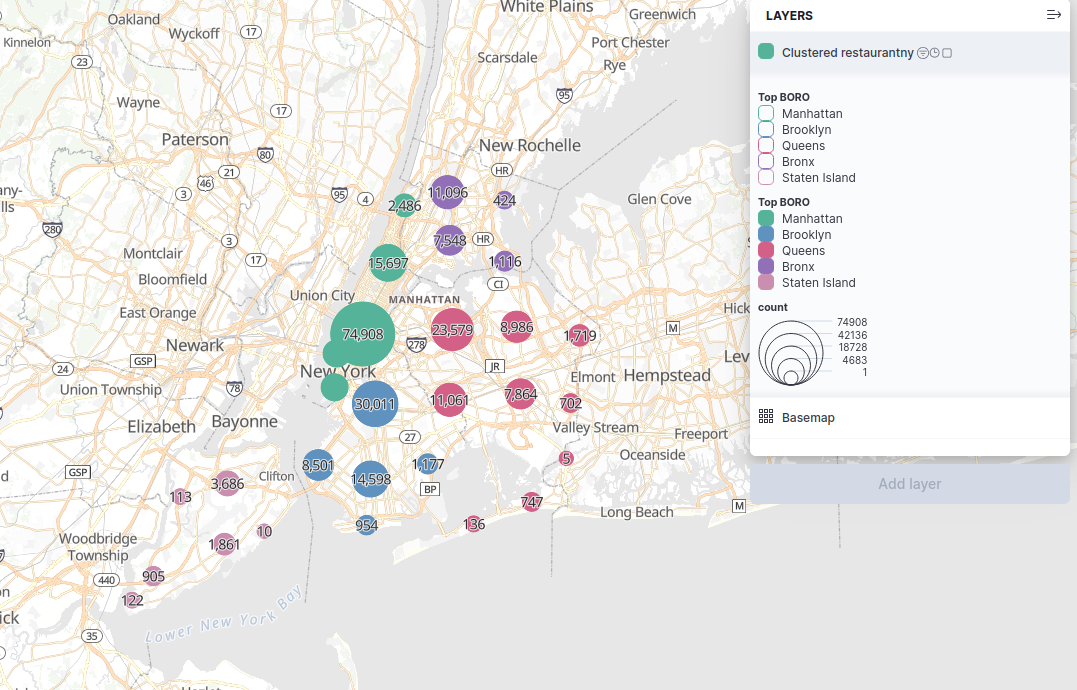 White Plains
Oakland
Greenwich
Wyckoff
17
Kinnelon
Port Chester
Scarsdale
23
Rye
95
Wayne
17
Paterson
New Rochelle
80
21
HR
46
3
95
4
11,096
424
2,486
Glen Cove
280
3
7,548
HR
Montclair
17
15,697
1,116
Bloomfield
CI
Union City
MANHATTAN
East Orange
74,908
23,579
8,986
1,719
M
Newark
278
GSP
24
New York
JR
Elmont
Hempstead
Union Township
78
30,011
11,061
7,864
702
Elizabeth
Bayonne
Valley Stream
Freeport
27
Oceanside
GSP
Clifton
8,501
14,598
1,177
5
3,686
BP
113
747
Long Beach
M
954
136
10
Woodbridge
Township
1,861
440
905
122
Lower New York Bay
35
LAYERS
Clustered restaurantny
Top BORO
Manhattan
Brooklyn
Queens
Bronx
Staten Island
Top BORO
Manhattan
Brooklyn
Queens
Bronx
Staten Island
count
74908
42136
18728
4683
1
Basemap
Add layer